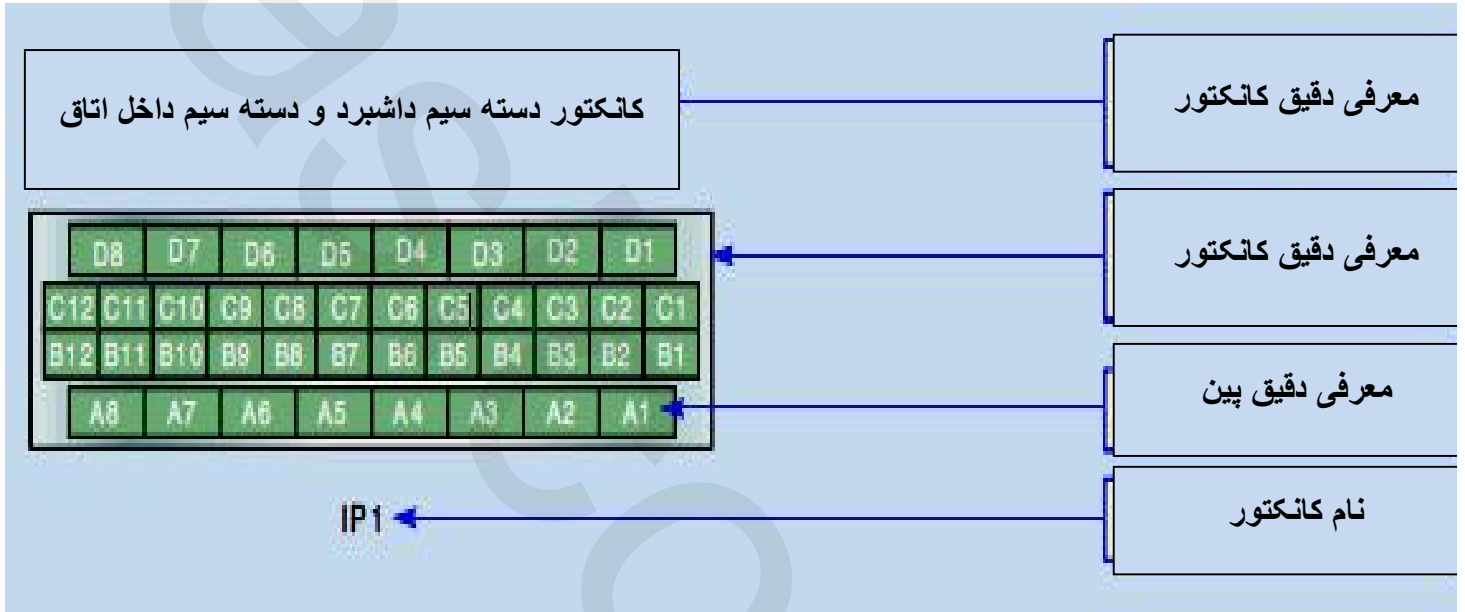 معرفی دقیق کانکتور
کانکتور دسته سیم داشبرد و دسته سیم داخل اتاق
معرفی دقیق کانکتور
D8 D7 D6 D5 D4 D3 D2 D1
C12 C11 C10 C9 C8 C7 C6 C5 C4 C3 C2 C1
B12 B11 B10 B9 B8 B7 B6 B5 B4 B3 B2 B1
معرفی دقیق پین
A8 A7 A6 A5 A4 A3 A2 A1
نام کانکتور
IP1